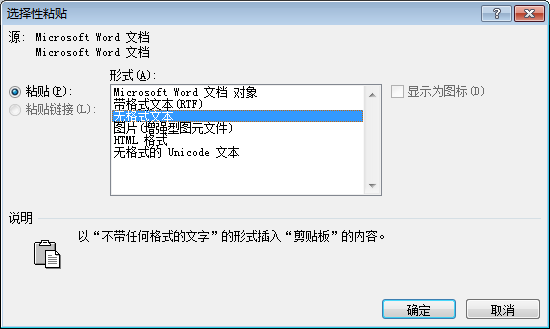 选择性粘贴
源: Microsoft Word 文档
Microsoft Word 文档
形式(A):
粘贴(P):
粘贴链接(L):
Microsoft Word 文档 对象
带格式文本(RTF)
无格式文本
图片(增强型图元文件)
HTML 格式
无格式的 Unicode 文本
显示为图标(D)
说明
以“不带任何格式的文字”的形式插入“剪贴板”的内容。
确定
取消